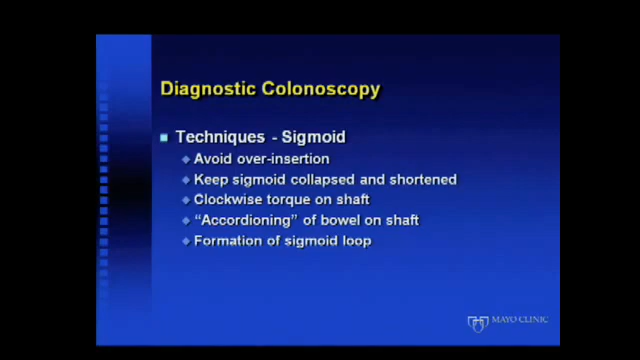 Diagnostic Colonoscopy
Techniques - Sigmoid
Avoid over-insertion
Keep sigmoid collapsed and shortened
Clockwise torque on shaft
“Accordioning” of bowel on shaft
Formation of sigmoid loop
MAYO CLINIC